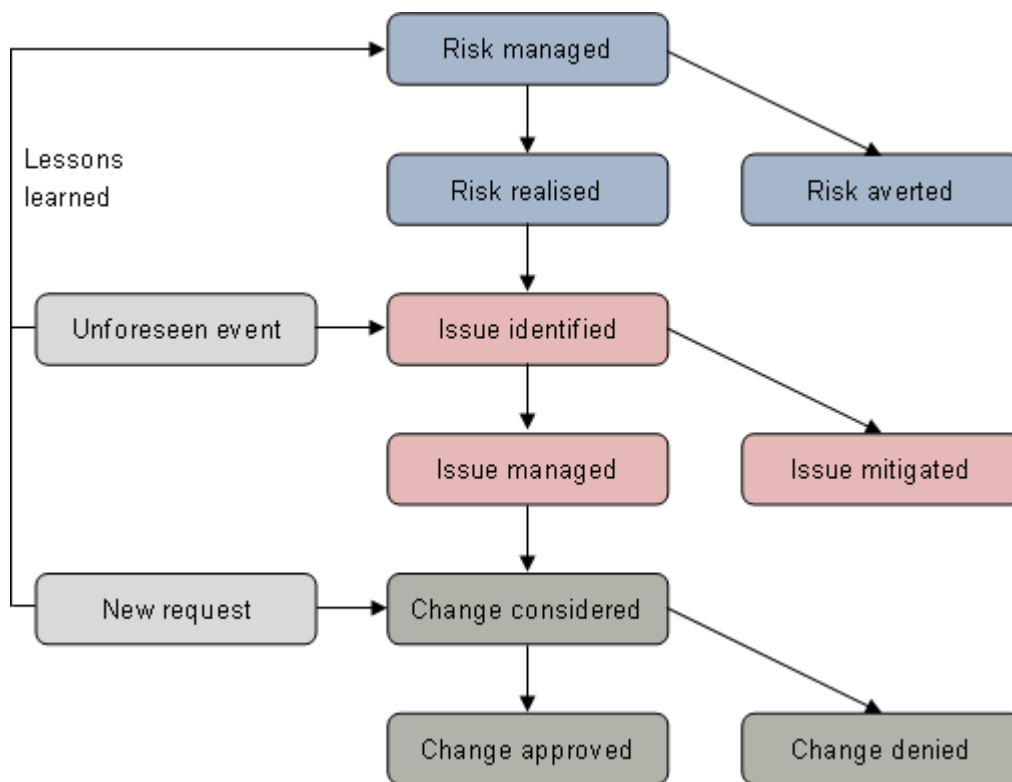 Risk managed
Lessons
learned
Risk realised
Risk averted
Unforeseen event
Issue identified
Issue managed
Issue mitigated
New request
Change considered
Change approved
Change denied